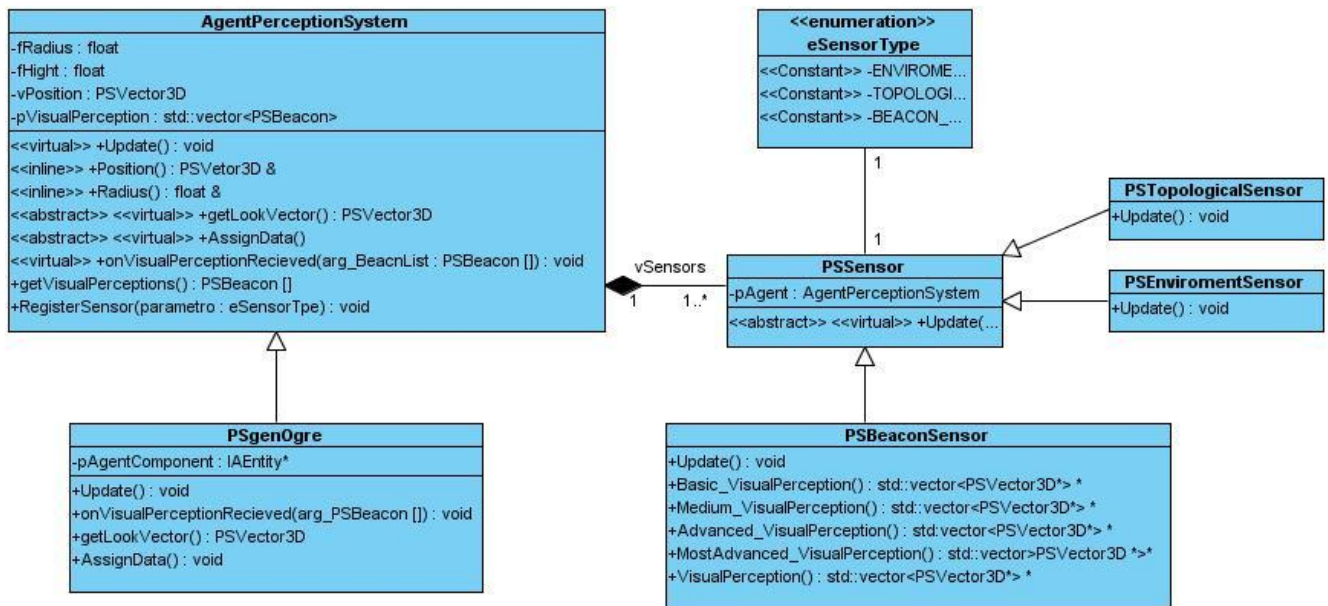 AgentPerceptionSystem
-fRadius : float
-fHight : float
-vPosition : PSVector3D
-pVisualPerception : std::vector<PSBeacon>
<<virtual>> +Update() : void
<<inline>> +Position() : PSVetor3D &
<<inline>> +Radius() : float &
<<abstract>> <<virtual>> +getLookVector() : PSVector3D
<<abstract>> <<virtual>> +AssignData()
<<virtual>> +onVisualPerceptionRecieved(arg_BeacnList : PSBeacon []) : void
+getVisualPerceptions() : PSBeacon []
+RegisterSensor(parametro : eSensorTpe) : void
<<enumeration>>
eSensorType
<<Constant>> -ENVIROME...
<<Constant>> -TOPOLOGI...
<<Constant>> -BEACON_...
1
1
vSensors
1
1..*
PSSensor
-pAgent : AgentPerceptionSystem
<<abstract>> <<virtual>> +Update(...
PSTopologicalSensor
+Update() : void
PSEnviromentSensor
+Update() : void
PSgenOgre
-pAgentComponent : IAEntity*
+Update() : void
+onVisualPerceptionRecieved(arg_PSBeacon []) : void
+getLookVector() : PSVector3D
+AssignData() : void
PSBeaconSensor
+Update() : void
+Basic_VisualPerception() : std::vector<PSVector3D*> *
+Medium_VisualPerception() : std::vector<PSVector3D*> *
+Advanced_VisualPerception() : std:vector<PSVector3D*> *
+MostAdvanced_VisualPerception() : std::vector>PSVector3D *>*
+VisualPerception() : std::vector<PSVector3D*> *